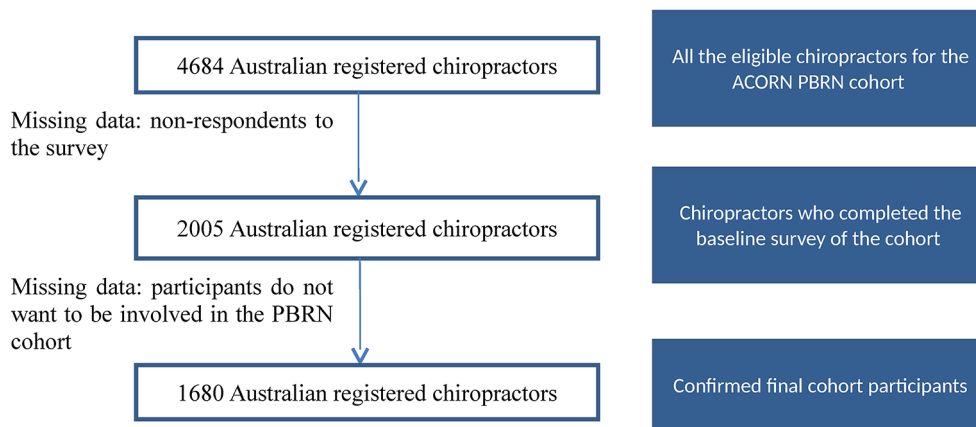 4684 Australian registered chiropractors
All the eligible chiropractors for the
ACORN PBRN cohort
Missing data: non-respondents to
the survey
2005 Australian registered chiropractors
Chiropractors who completed the
baseline survey of the cohort
Missing data: participants do not
want to be involved in the PBRN
cohort
1680 Australian registered chiropractors
Confirmed final cohort participants